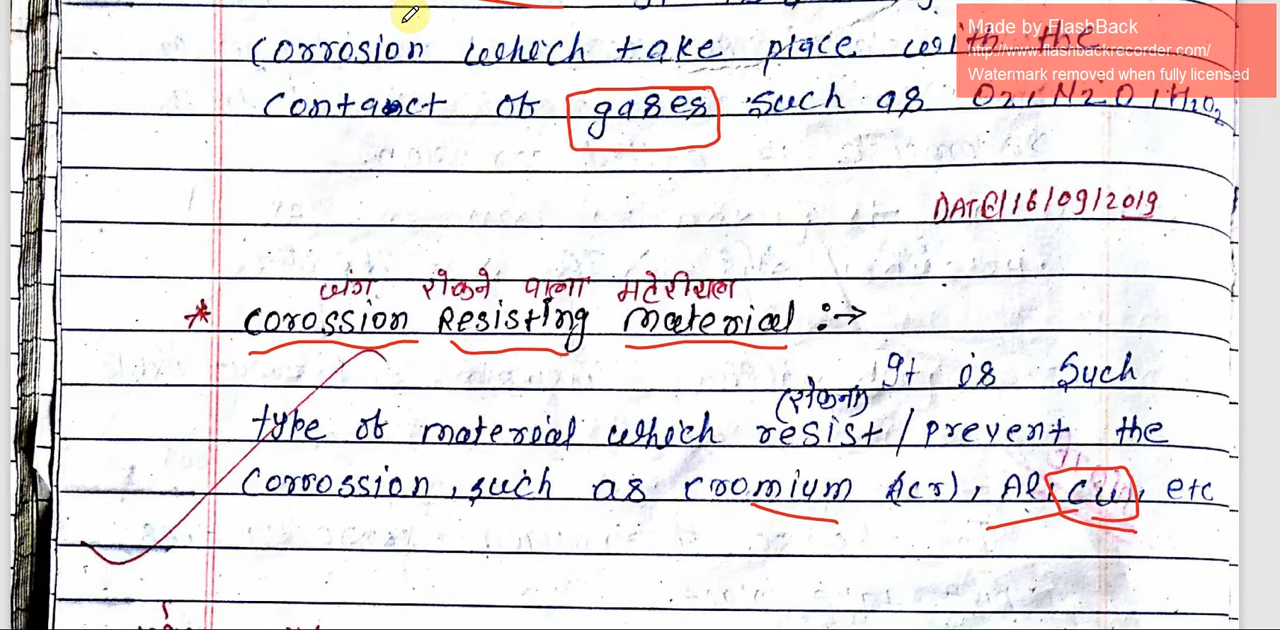 Corrosion which take place with the
contact of gases such as O2, N2O, H2O2
Made by FlashBack
http://www.flashbackrecorder.com/
Watermark removed when fully licensed
DATE/16/09/2019
जंग रोकने वाला मटेरीयल
* Corossion Resisting Material :→
It is Such
(रोकना)
type of material which resist / prevent the
Corrossion, such as cromium (cr), Al, cu, etc